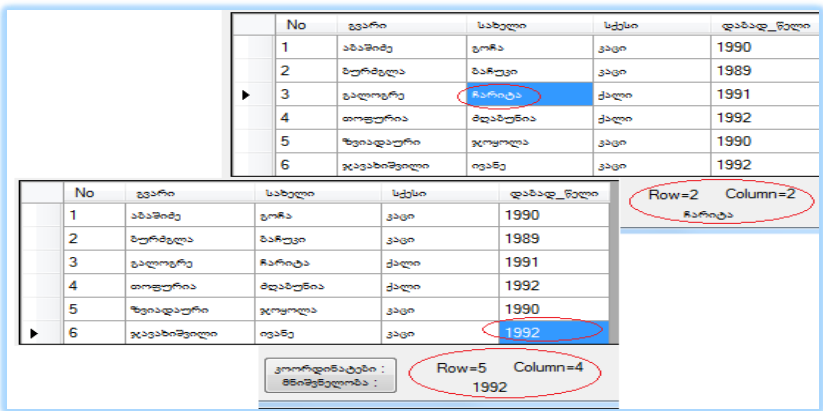 No გვარი სახელი სქესი დაბად_წელი
1 აბაშიძე გოჩა კაცი 1990
2 ბურმგლა ბაჩუკი კაცი 1989
3 გალოგრე ჩარიტა ქალი 1991
4 თოფურია მღაბუნია ქალი 1992
5 ზვიადაური ჯოყოლა კაცი 1990
6 ჯავახიშვილი ივანე კაცი 1992
Row=2 Column=2
ჩარიტა
No გვარი სახელი სქესი დაბად_წელი
1 აბაშიძე გოჩა კაცი 1990
2 ბურმგლა ბაჩუკი კაცი 1989
3 გალოგრე ჩარიტა ქალი 1991
4 თოფურია მღაბუნია ქალი 1992
5 ზვიადაური ჯოყოლა კაცი 1990
6 ჯავახიშვილი ივანე კაცი 1992
კოორდინატები :
მნიშვნელობა :
Row=5 Column=4
1992